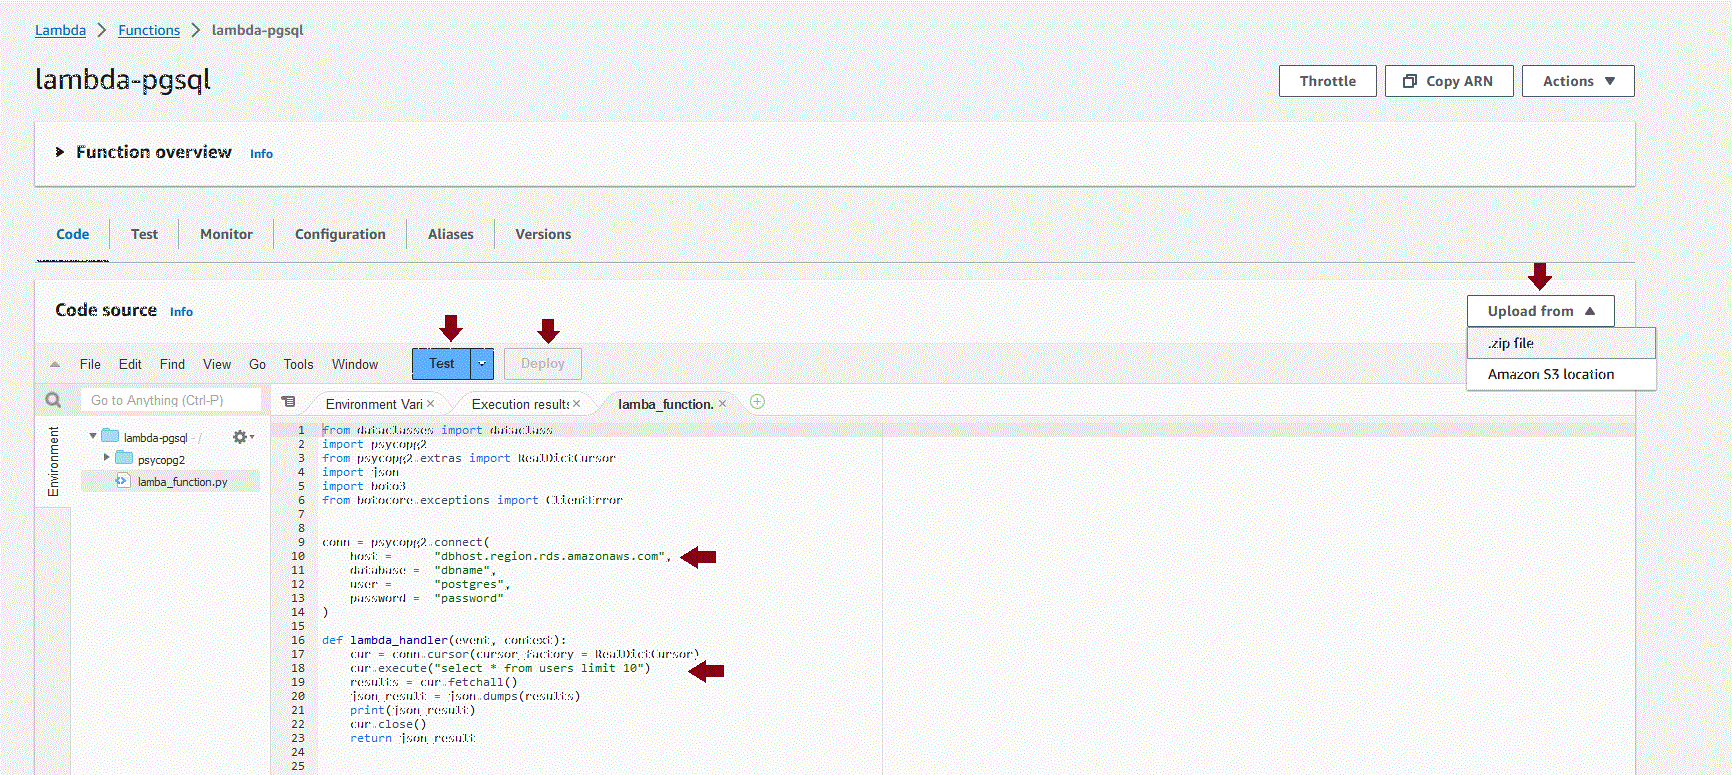 Lambda > Functions > lambda-pgsql
lambda-pgsql
Throttle
Copy ARN
Actions ▼
Function overview Info
Code Test Monitor Configuration Aliases Versions
Code source Info
Upload from ▲
.zip file
Amazon S3 location
File Edit Find View Go Tools Window
Test
Deploy
Go to Anything (Ctrl-P)
Environment Vari ×
Execution results ×
lamba_function. ×
Environment
lambda-pgsql - /
psycopg2
lamba_function.py
1 from dataclasses import dataclass
2 import psycopg2
3 from psycopg2.extras import RealDictCursor
4 import json
5 import boto3
6 from botocore.exceptions import ClientError
7
8
9 conn = psycopg2.connect(
10 host = "dbhost.region.rds.amazonaws.com",
11 database = "dbname",
12 user = "postgres",
13 password = "password"
14 )
15
16 def lambda_handler(event, context):
17 cur = conn.cursor(cursor_factory = RealDictCursor)
18 cur.execute("select * from users limit 10")
19 results = cur.fetchall()
20 json_result = json.dumps(results)
21 print(json_result)
22 cur.close()
23 return json_result
24
25